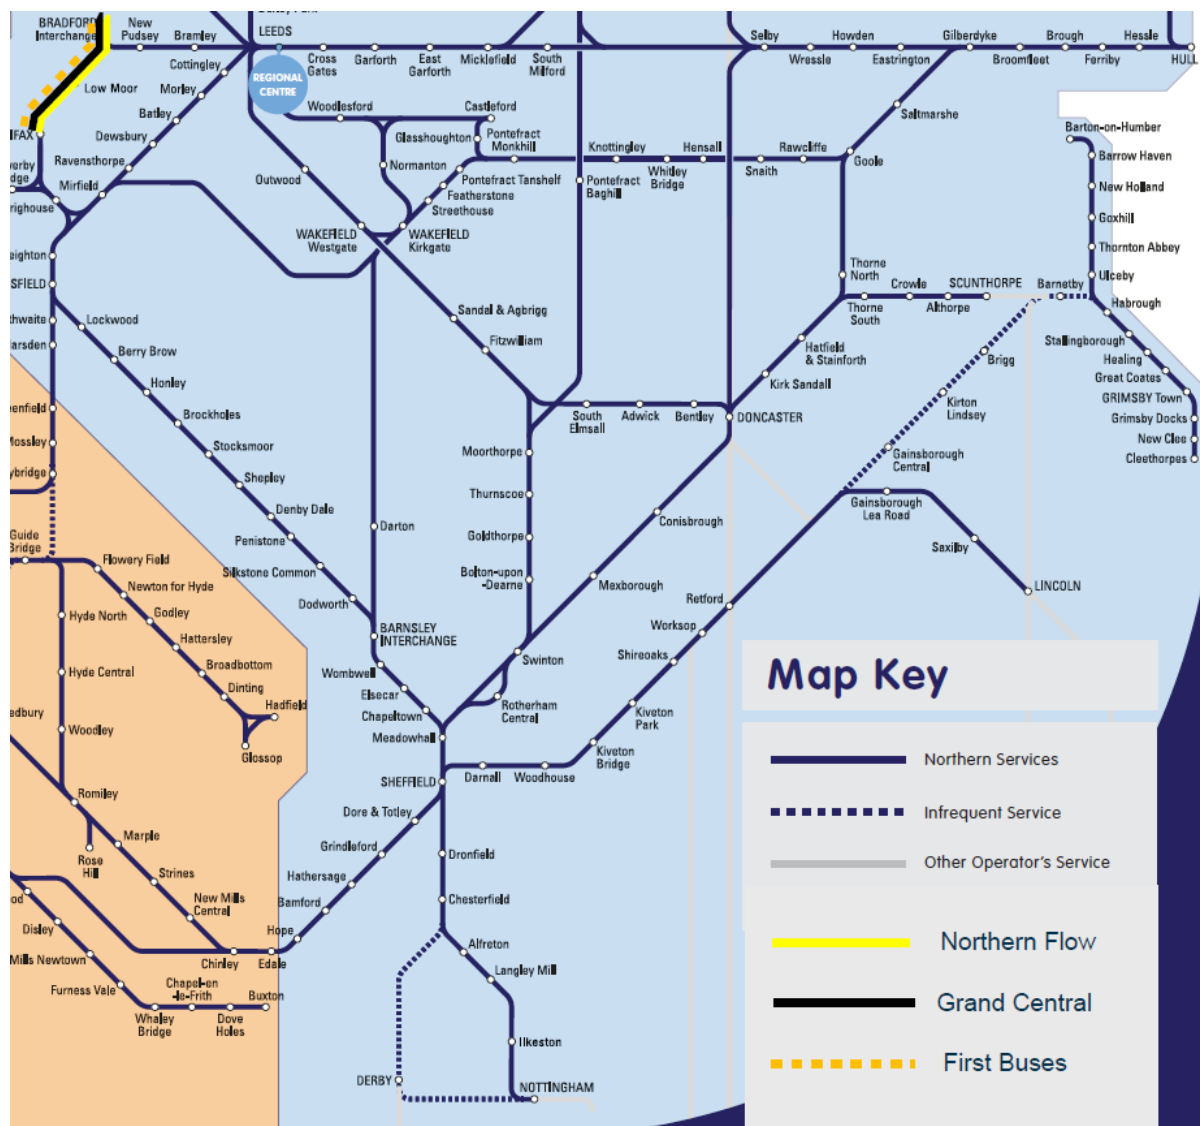 BRADFORD
Interchange
New
Pudsey
Bramley
LEEDS
Cottingley
REGIONAL
CENTRE
Cross
Gates
Garforth
East
Garforth
Micklefield
South
Milford
Selby
Wressle
Howden
Eastrington
Gilberdyke
Broomfleet
Brough
Ferriby
Hessle
HULL
Low Moor
Morley
Batley
Dewsbury
Ravensthorpe
Mirfield
Woodlesford
Castleford
Glasshoughton
Pontefract
Monkhill
Normanton
Knottingley
Whitley
Bridge
Hensall
Snaith
Rawcliffe
Goole
Saltmarshe
Outwood
Pontefract Tanshelf
Featherstone
Streethouse
Pontefract
Baghill
WAKEFIELD
Westgate
WAKEFIELD
Kirkgate
Barton-on-Humber
Barrow Haven
New Holland
Goxhill
Thornton Abbey
Ulceby
Habrough
Thorne
North
Thorne
South
Crowle
Althorpe
SCUNTHORPE
Barnetby
Stallingborough
Healing
Great Coates
GRIMSBY Town
Grimsby Docks
New Clee
Cleethorpes
Lockwood
Berry Brow
Honley
Brockholes
Stocksmoor
Shepley
Denby Dale
Penistone
Silkstone Common
Dodworth
Sandal & Agbrigg
Fitzwilliam
Hatfield
& Stainforth
Kirk Sandall
Brigg
Kirton
Lindsey
Gainsborough
Central
South
Elmsall
Adwick
Bentley
DONCASTER
Moorthorpe
Thurnscoe
Goldthorpe
Bolton-upon
-Dearne
Darton
Conisbrough
Mexborough
Gainsborough
Lea Road
Saxilby
LINCOLN
Retford
Worksop
Shireoaks
Kiveton
Park
Kiveton
Bridge
BARNSLEY
INTERCHANGE
Wombwell
Elsecar
Chapeltown
Meadowhall
Swinton
Rotherham
Central
SHEFFIELD
Darnall
Woodhouse
Guide
Bridge
Flowery Field
Newton for Hyde
Godley
Hattersley
Broadbottom
Dinting
Hadfield
Glossop
Hyde North
Hyde Central
Woodley
Romiley
Rose
Hill
Marple
Strines
New Mills
Central
Dore & Totley
Grindleford
Hathersage
Bamford
Hope
Edale
Chinley
Disley
Mills Newtown
Furness Vale
Whaley
Bridge
Chapel-en
-le-Frith
Dove
Holes
Buxton
Dronfield
Chesterfield
Alfreton
Langley Mill
Ilkeston
DERBY
NOTTINGHAM
Map Key
Northern Services
Infrequent Service
Other Operator's Service
Northern Flow
Grand Central
First Buses